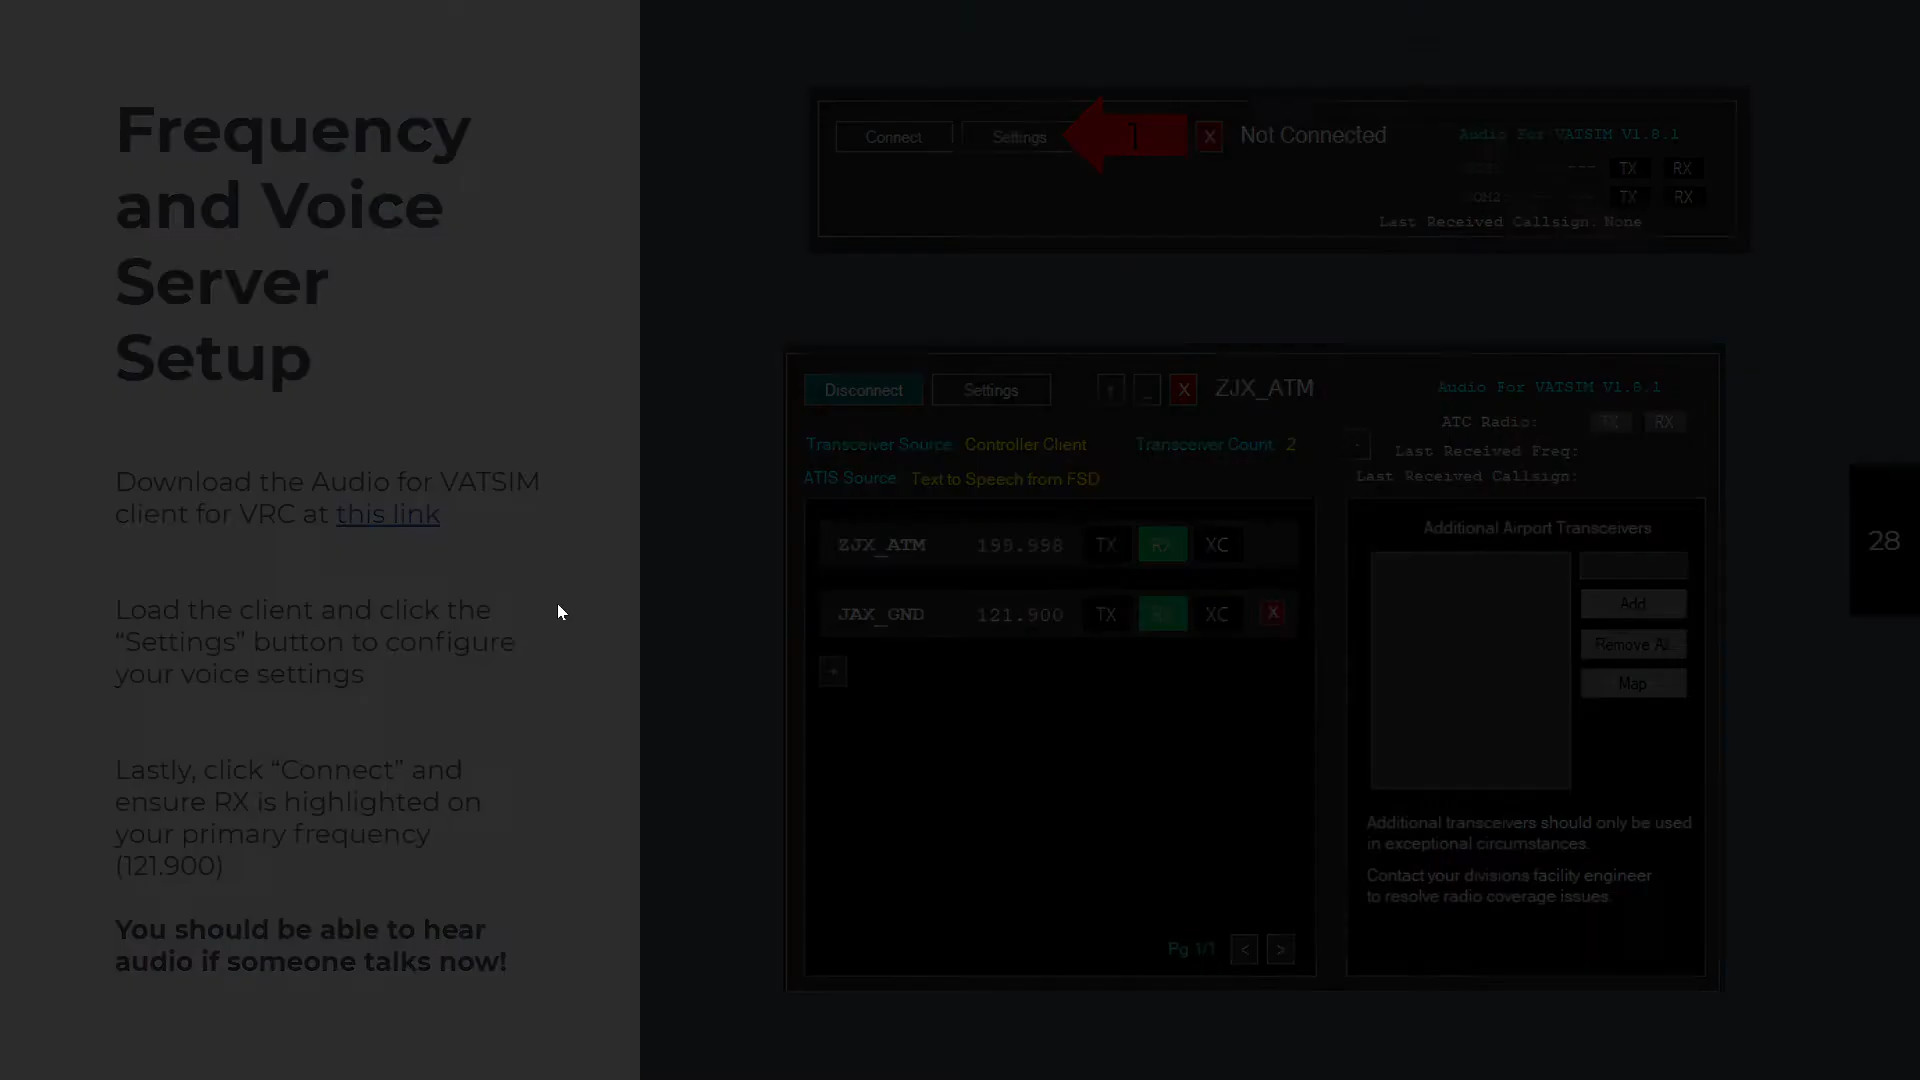 Frequency
and Voice
Server
Setup
Download the Audio for VATSIM
client for VRC at this link
Load the client and click the
“Settings” button to configure
your voice settings
Lastly, click “Connect” and
ensure RX is highlighted on
your primary frequency
(121.900)
You should be able to hear
audio if someone talks now!
Connect Settings 1 X Not Connected Audio For VATSIM V1.8.1
--- TX RX
COM2: TX RX
Last Received Callsign: None
Disconnect Settings ↑ _ X ZJX_ATM Audio For VATSIM V1.8.1
ATC Radio: TX RX
Transceiver Source Controller Client Transceiver Count 2 -
Last Received Freq:
ATIS Source Text to Speech from FSD
Last Received Callsign:
ZJX_ATM 199.998 TX RX XC
JAX_GND 121.900 TX RX XC X
+
Pg 1/1 < >
Additional Airport Transceivers
Add
Remove All
Map
Additional transceivers should only be used
in exceptional circumstances.
Contact your divisions facility engineer
to resolve radio coverage issues.
28